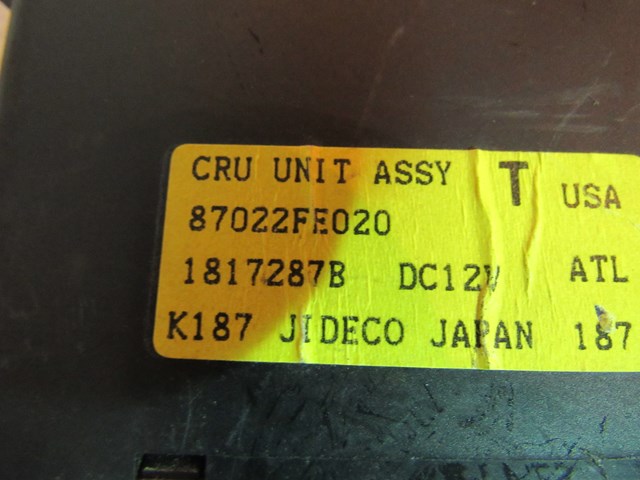 CRU UNIT ASSY T USA
87022FE020
1817287B DC12V ATL
K187 JIDECO JAPAN 187